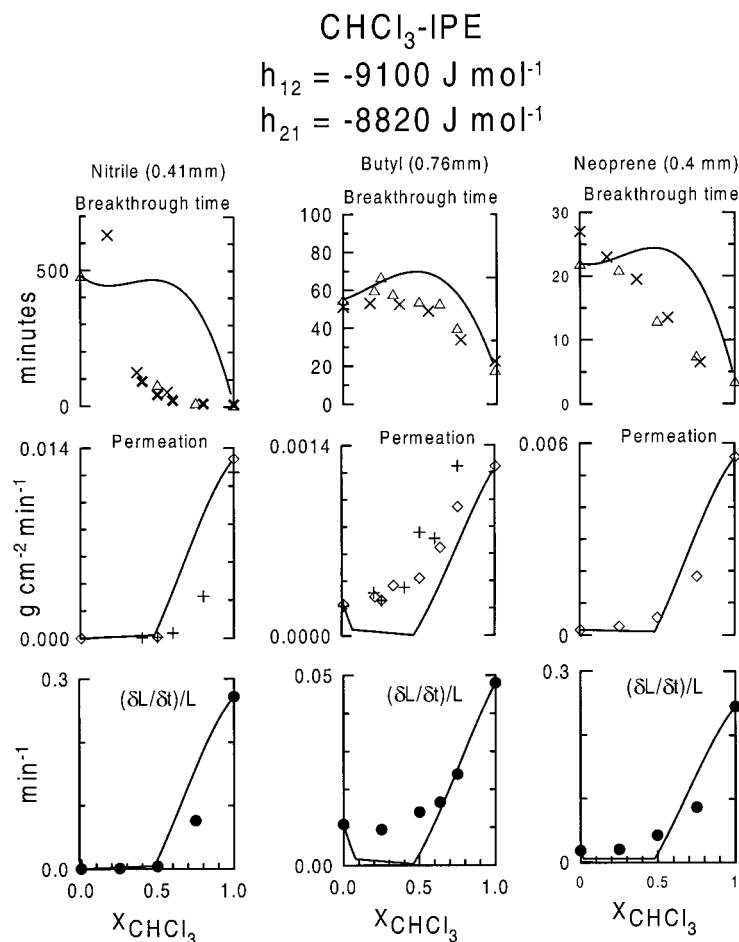 CHCl₃-IPE
h₁₂ = -9100 J mol⁻¹
h₂₁ = -8820 J mol⁻¹
Nitrile (0.41mm)
Butyl (0.76mm)
Neoprene (0.4 mm)
Breakthrough time
Breakthrough time
Breakthrough time
minutes
500
0
100
80
60
40
20
0
30
20
10
0
Permeation
Permeation
Permeation
g cm⁻² min⁻¹
0.014
0.000
0.0014
0.0000
0.006
0
(δL/δt)/L
(δL/δt)/L
(δL/δt)/L
min⁻¹
0.3
0.0
0.05
0.00
0.3
0
0.0 0.5 1.0
0.0 0.5 1.0
0 0.5 1
X CHCl₃
X CHCl₃
X CHCl₃